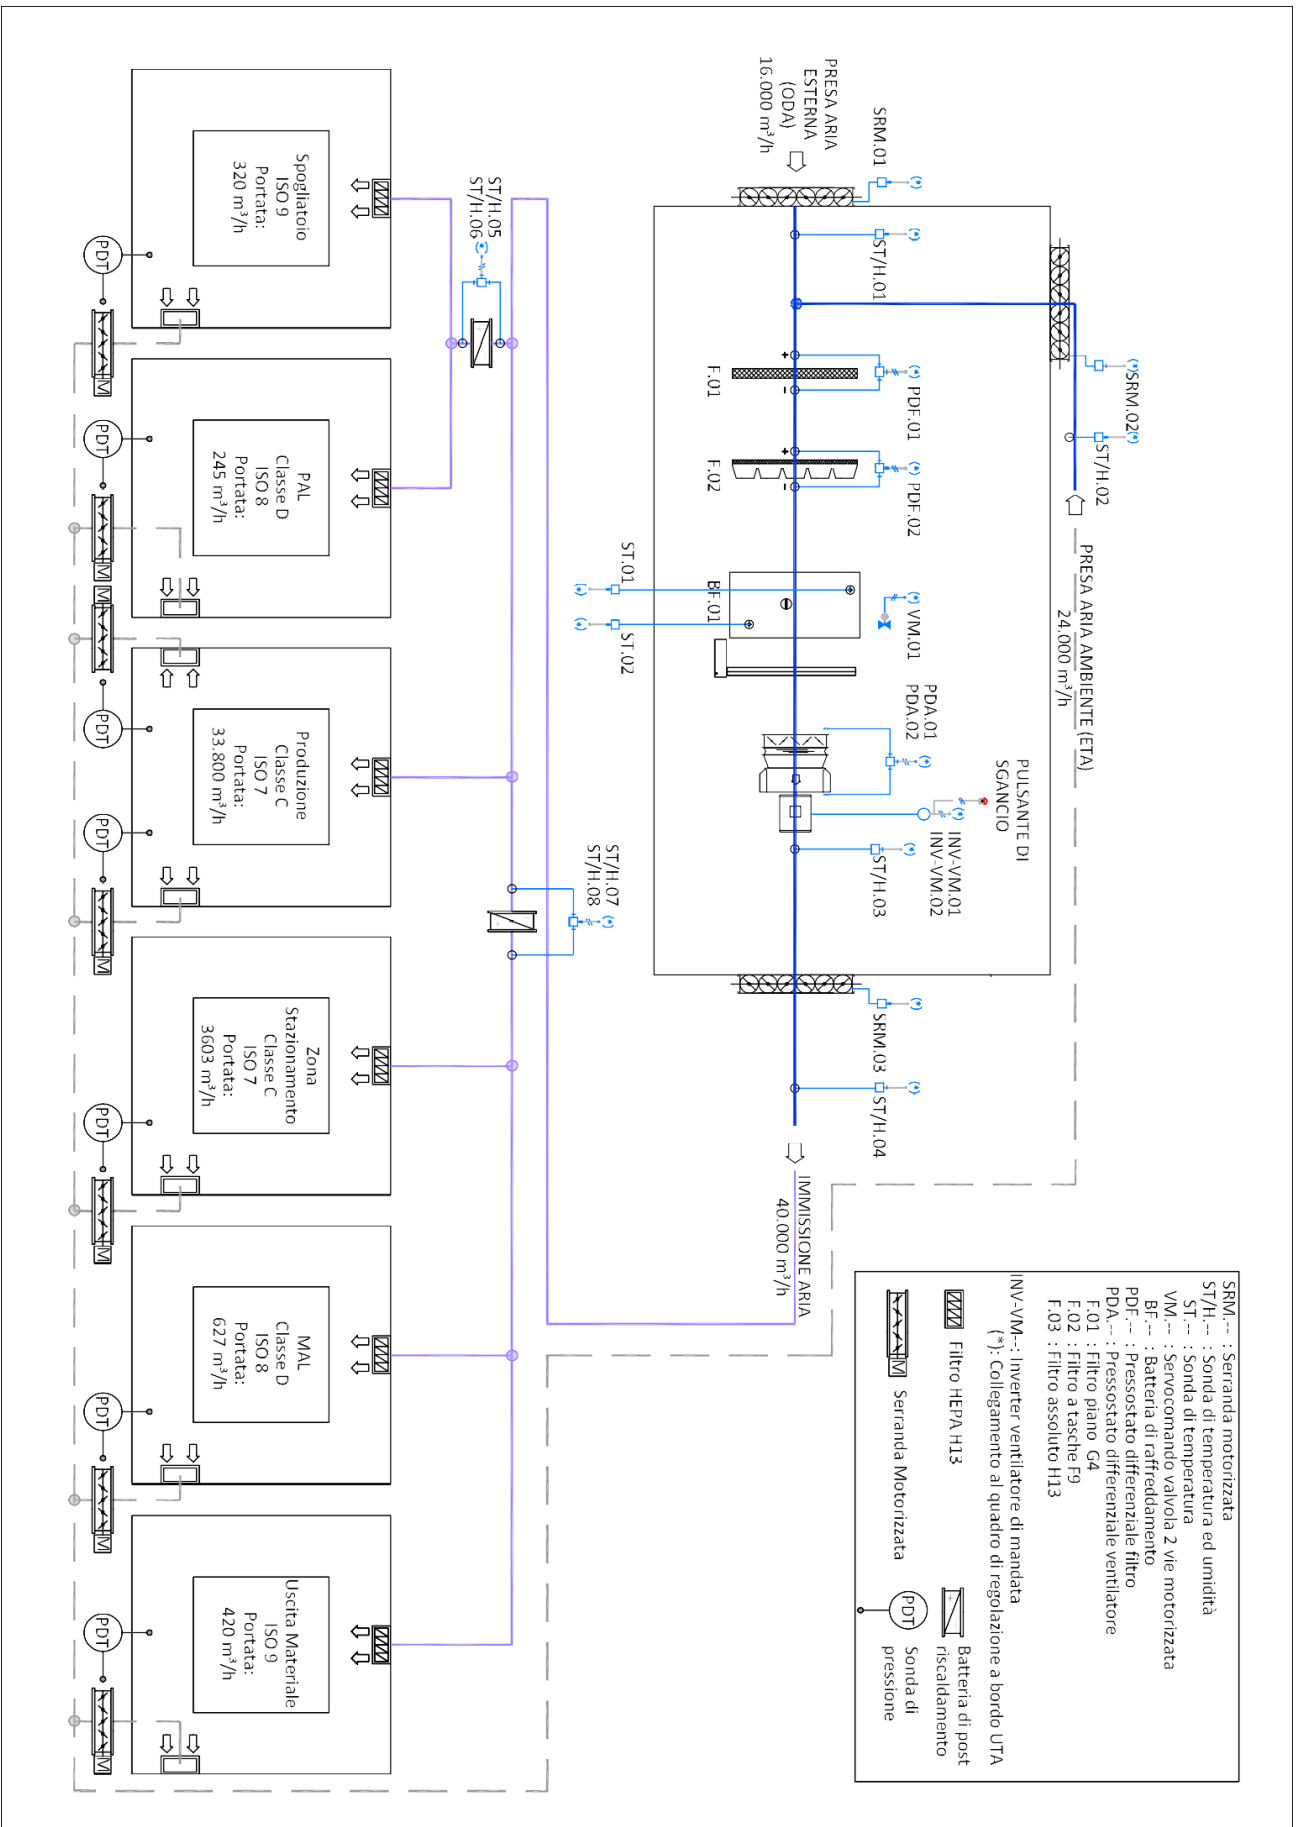 PRESA ARIA AMBIENTE (ETA)
24.000 m³/h
SRM.02
(*)
ST/H.02
(*)
PRESA ARIA
ESTERNA
(ODA)
16.000 m³/h
SRM.01
(*)
ST/H.01
(*)
PDF.01
(*)
+
-
F.01
PDF.02
(*)
+
-
F.02
VM.01
(*)
BF.01
ST.01
(*)
ST.02
(*)
PDA.01
PDA.02
(*)
PULSANTE DI
SGANCIO
INV-VM.01
INV-VM.02
(*)
ST/H.03
(*)
SRM.03
(*)
ST/H.04
(*)
IMMISSIONE ARIA
40.000 m³/h
SRM.-- : Serranda motorizzata
ST/H.-- : Sonda di temperatura ed umidità
ST.-- : Sonda di temperatura
VM.-- : Servocomando valvola 2 vie motorizzata
BF.-- : Batteria di raffreddamento
PDF.-- : Pressostato differenziale filtro
PDA.-- : Pressostato differenziale ventilatore
F.01 : Filtro piano G4
F.02 : Filtro a tasche F9
F.03 : Filtro assoluto H13
INV-VM--: Inverter ventilatore di mandata
(*): Collegamento al quadro di regolazione a bordo UTA
Filtro HEPA H13
Batteria di post
riscaldamento
M
Serranda Motorizzata
PDT
Sonda di
pressione
ST/H.05
ST/H.06
(*)
ST/H.07
ST/H.08
(*)
Spogliatoio
ISO 9
Portata:
320 m³/h
PAL
Classe D
ISO 8
Portata:
245 m³/h
Produzione
Classe C
ISO 7
Portata:
33.800 m³/h
Zona
Stazionamento
Classe C
ISO 7
Portata:
3603 m³/h
MAL
Classe D
ISO 8
Portata:
627 m³/h
Uscita Materiale
ISO 9
Portata:
420 m³/h
PDT
M
PDT
M
M
PDT
PDT
M
PDT
M
PDT
M
PDT
M